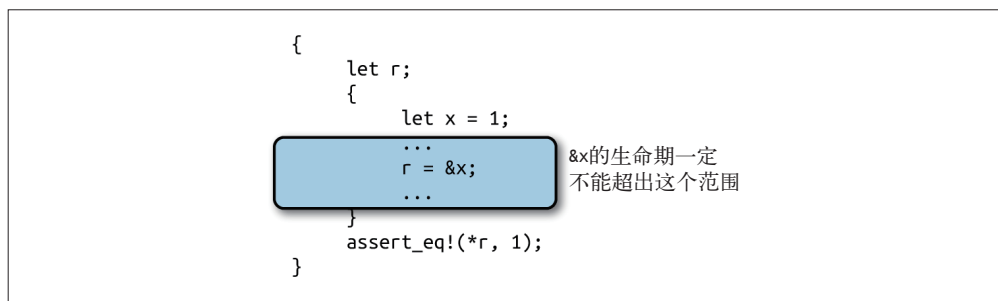 {
let r;
{
let x = 1;
...
r = &x;
...
&x的生命期一定
不能超出这个范围
}
assert_eq!(*r, 1);
}